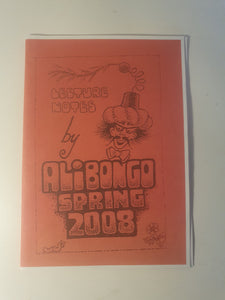 LECTURE
NOTES
by
ALI BONGO
SPRING
2008